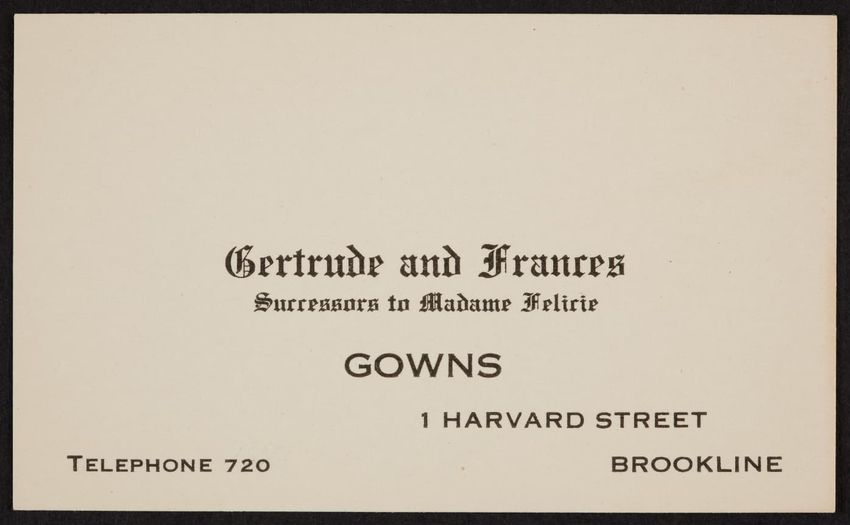 Gertrude and Frances
Successors to Madame Felicie
GOWNS
1 HARVARD STREET
TELEPHONE 720
BROOKLINE